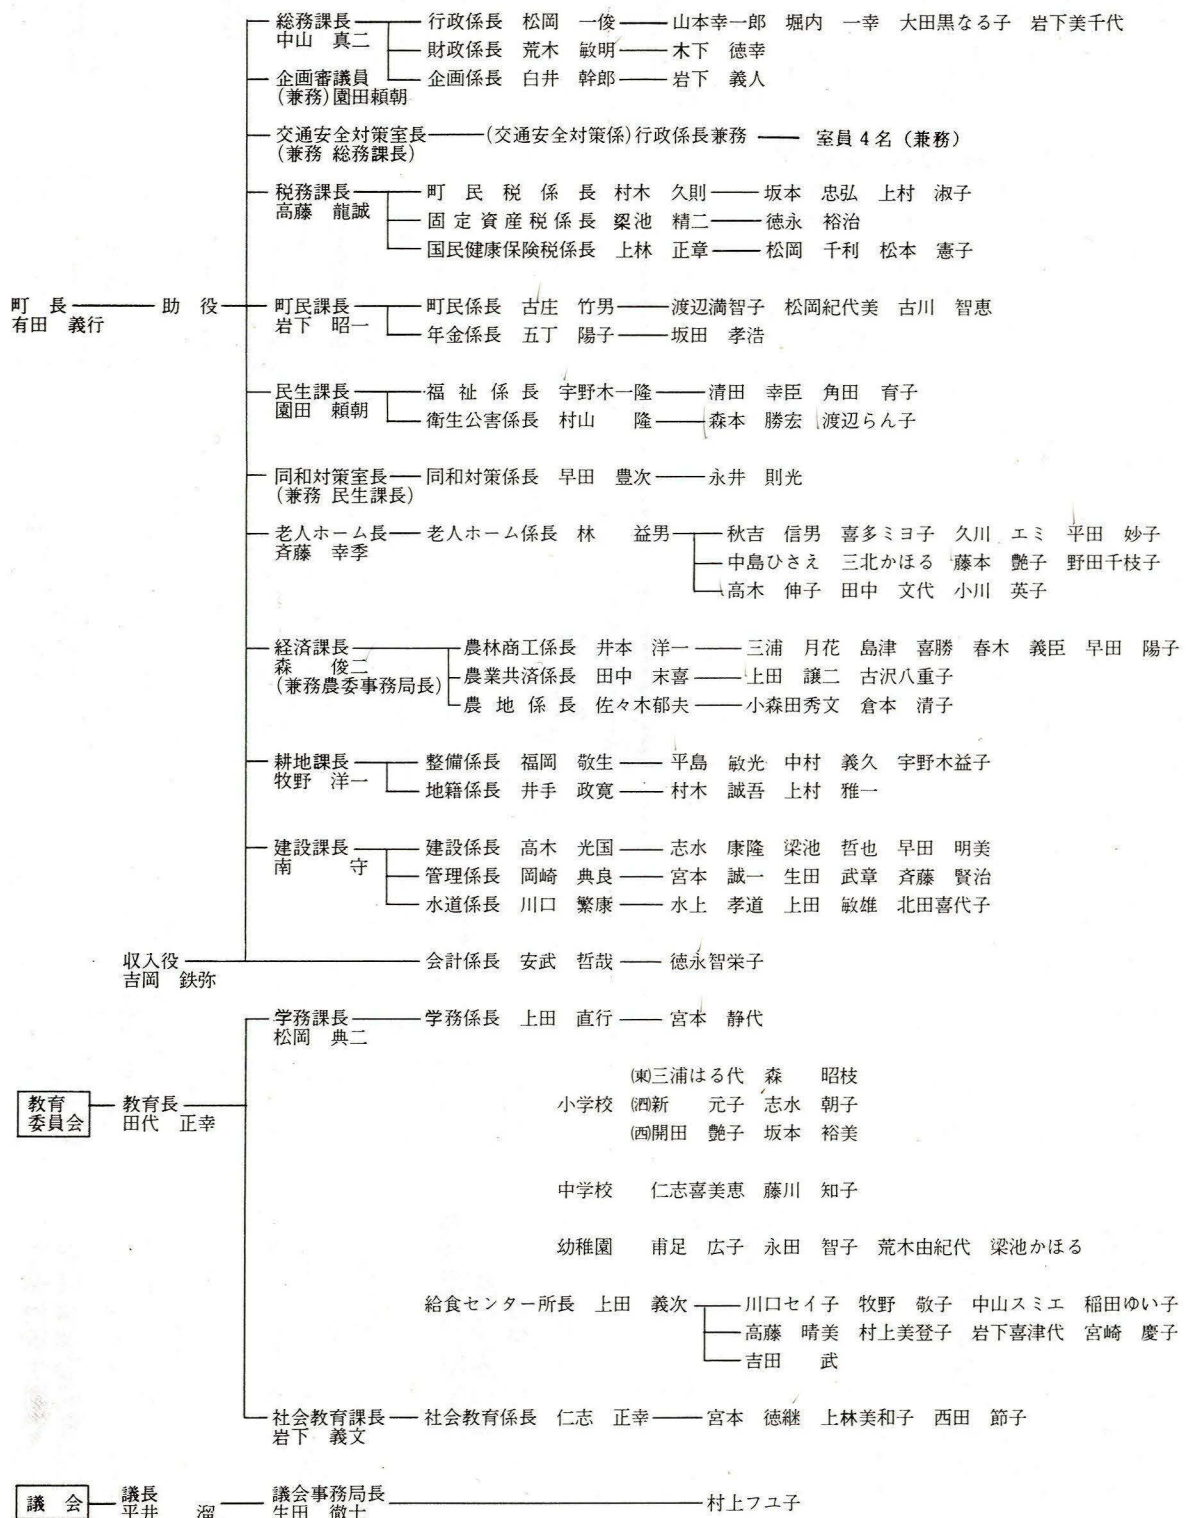 総務課長 行政係長 松岡 一俊 山本幸一郎 堀内 一幸 大田黒なる子 岩下美千代
中山 真二
財政係長 荒木 敏明 木下 徳幸
企画審議員 企画係長 白井 幹郎 岩下 義人
(兼務)園田頼朝
交通安全対策室長 (交通安全対策係)行政係長兼務 室員4名(兼務)
(兼務 総務課長)
税務課長 町民税係長 村木 久則 坂本 忠弘 上村 淑子
高藤 龍誠
固定資産税係長 梁池 精二 徳永 裕治
国民健康保険税係長 上林 正章 松岡 千利 松本 憲子
町長 助役 町民課長 町民係長 古庄 竹男 渡辺満智子 松岡紀代美 古川 智恵
有田 義行 岩下 昭一
年金係長 五丁 陽子 坂田 孝浩
民生課長 福祉係長 宇野木一隆 清田 幸臣 角田 育子
園田 頼朝
衛生公害係長 村山 隆 森本 勝宏 渡辺らん子
同和対策室長 同和対策係長 早田 豊次 永井 則光
(兼務 民生課長)
老人ホーム長 老人ホーム係長 林 益男 秋吉 信男 喜多ミヨ子 久川 エミ 平田 妙子
斉藤 幸季
中島ひさえ 三北かほる 藤本 艶子 野田千枝子
高木 伸子 田中 文代 小川 英子
経済課長 農林商工係長 井本 洋一 三浦 月花 島津 喜勝 春木 義臣 早田 陽子
森 俊二
(兼務農委事務局長) 農業共済係長 田中 末喜 上田 譲二 古沢八重子
農地係長 佐々木郁夫 小森田秀文 倉本 清子
耕地課長 整備係長 福岡 敬生 平島 敏光 中村 義久 宇野木益子
牧野 洋一
地籍係長 井手 政寛 村木 誠吾 上村 雅一
建設課長 建設係長 高木 光国 志水 康隆 梁池 哲也 早田 明美
南 守
管理係長 岡崎 典良 宮本 誠一 生田 武章 斉藤 賢治
水道係長 川口 繁康 水上 孝道 上田 敏雄 北田喜代子
収入役 会計係長 安武 哲哉 徳永智栄子
吉岡 鉄弥
学務課長 学務係長 上田 直行 宮本 静代
松岡 典二
㈲三浦はる代 森 昭枝
教育委員会 教育長 小学校 新 元子 志水 朝子
田代 正幸
開田 艶子 坂本 裕美
中学校 仁志喜美恵 藤川 知子
幼稚園 甫足 広子 永田 智子 荒木由紀代 梁池かほる
給食センター所長 上田 義次 川口セイ子 牧野 敬子 中山スミエ 稲田ゆい子
高藤 晴美 村上美登子 岩下喜津代 宮崎 慶子
吉田 武
社会教育課長 社会教育係長 仁志 正幸 宮本 徳継 上林美和子 西田 節子
岩下 義文
議会 議長 議会事務局長 村上フユ子
平井 溜 生田 徹士